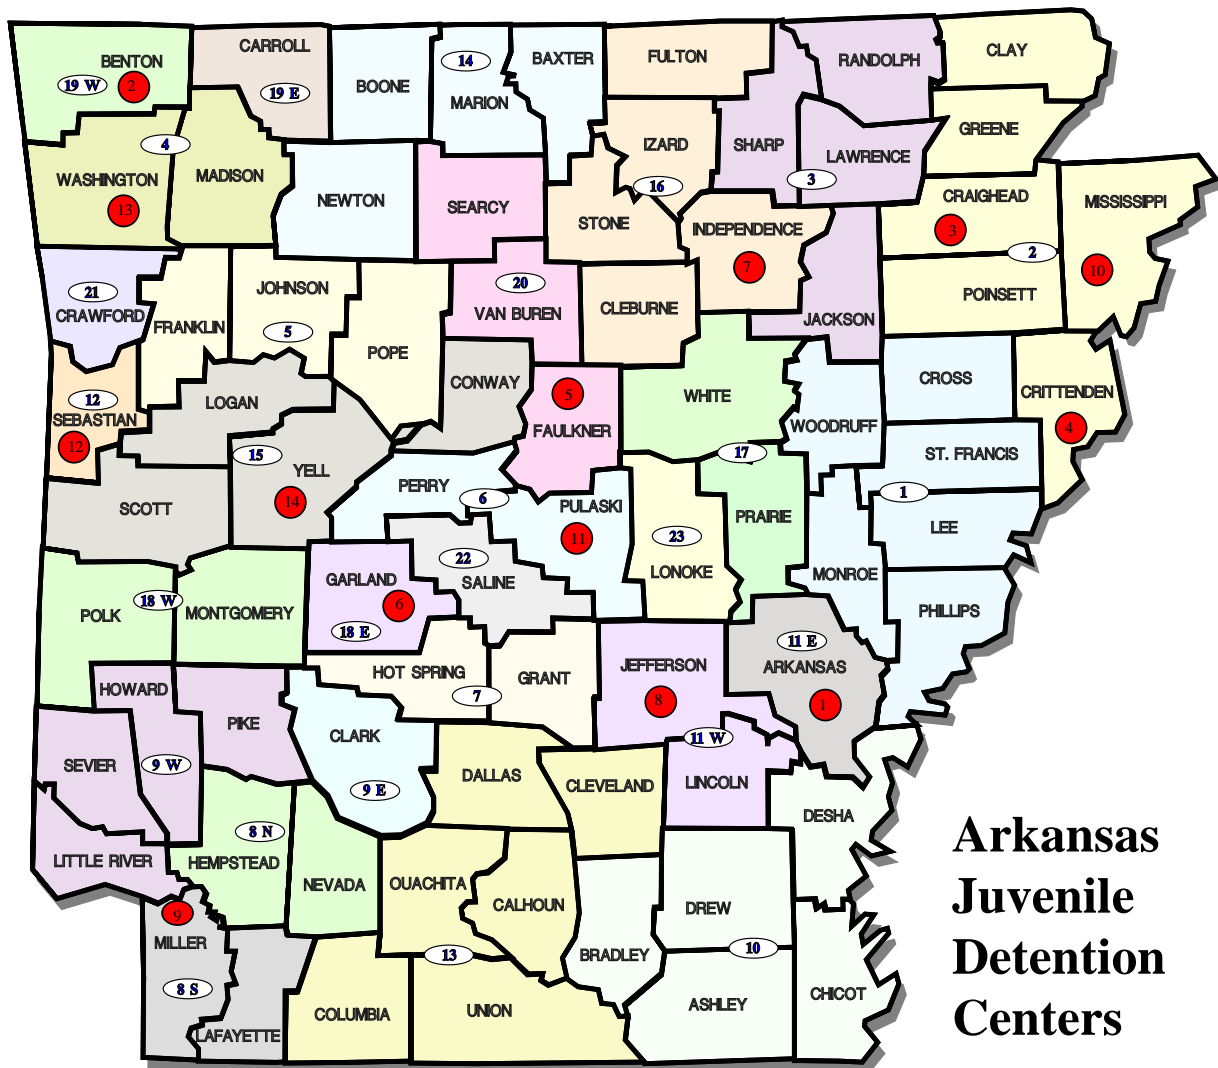 CARROLL
CLAY
BENTON
14
BAXTER
FULTON
RANDOLPH
19 W
2
19 E
BOONE
MARION
4
IZARD
SHARP
LAWRENCE
GREENE
WASHINGTON
MADISON
16
3
13
NEWTON
SEARCY
STONE
INDEPENDENCE
CRAIGHEAD
MISSISSIPPI
3
2
7
10
21
JOHNSON
20
CRAWFORD
FRANKLIN
5
VAN BUREN
CLEBURNE
JACKSON
POINSETT
POPE
CONWAY
5
WHITE
CROSS
CRITTENDEN
12
LOGAN
SEBASTIAN
FAULKNER
WOODRUFF
4
12
15
YELL
17
ST. FRANCIS
SCOTT
14
PERRY
6
PULASKI
PRAIRIE
1
LEE
11
23
22
LONOKE
MONROE
GARLAND
SALINE
POLK
18 W
MONTGOMERY
6
PHILLIPS
18 E
11 E
HOT SPRING
GRANT
JEFFERSON
ARKANSAS
HOWARD
7
8
1
PIKE
CLARK
11 W
SEVIER
9 W
9 E
DALLAS
CLEVELAND
LINCOLN
DESHA
8 N
LITTLE RIVER
HEMPSTEAD
NEVADA
OUACHITA
CALHOUN
DREW
9
MILLER
13
BRADLEY
10
8 S
LAFAYETTE
COLUMBIA
UNION
ASHLEY
CHICOT
Arkansas
Juvenile
Detention
Centers